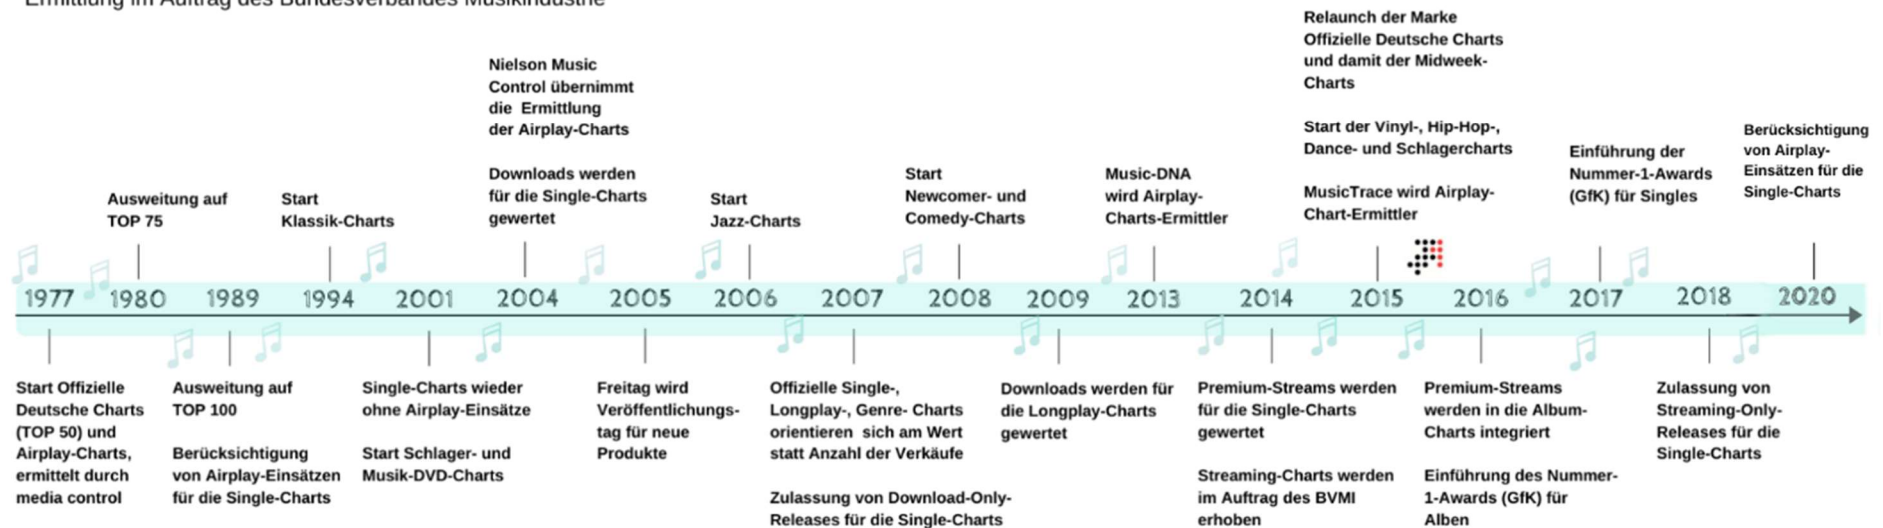 Ermittlung im Auftrag des Bundesverbandes Musikindustrie
Relaunch der Marke
Offizielle Deutsche Charts
und damit der Midweek-
Charts
Start der Vinyl-, Hip-Hop-,
Dance- und Schlagercharts
MusicTrace wird Airplay-
Chart-Ermittler
Nielson Music
Control übernimmt
die Ermittlung
der Airplay-Charts
Downloads werden
für die Single-Charts
gewertet
Ausweitung auf
TOP 75
Start
Klassik-Charts
Start
Jazz-Charts
Start
Newcomer- und
Comedy-Charts
Music-DNA
wird Airplay-
Charts-Ermittler
Einführung der
Nummer-1-Awards
(GfK) für Singles
Berücksichtigung
von Airplay-
Einsätzen für die
Single-Charts
1977 1980 1989 1994 2001 2004 2005 2006 2007 2008 2009 2013 2014 2015 2016 2017 2018 2020
Start Offizielle
Deutsche Charts
(TOP 50) und
Airplay-Charts,
ermittelt durch
media control
Ausweitung auf
TOP 100
Berücksichtigung
von Airplay-Einsätzen
für die Single-Charts
Single-Charts wieder
ohne Airplay-Einsätze
Start Schlager- und
Musik-DVD-Charts
Freitag wird
Veröffentlichungs-
tag für neue
Produkte
Offizielle Single-,
Longplay-, Genre- Charts
orientieren sich am Wert
statt Anzahl der Verkäufe
Zulassung von Download-Only-
Releases für die Single-Charts
Downloads werden für
die Longplay-Charts
gewertet
Premium-Streams werden
für die Single-Charts
gewertet
Streaming-Charts werden
im Auftrag des BVMI
erhoben
Premium-Streams
werden in die Album-
Charts integriert
Einführung des Nummer-
1-Awards (GfK) für
Alben
Zulassung von
Streaming-Only-
Releases für die
Single-Charts